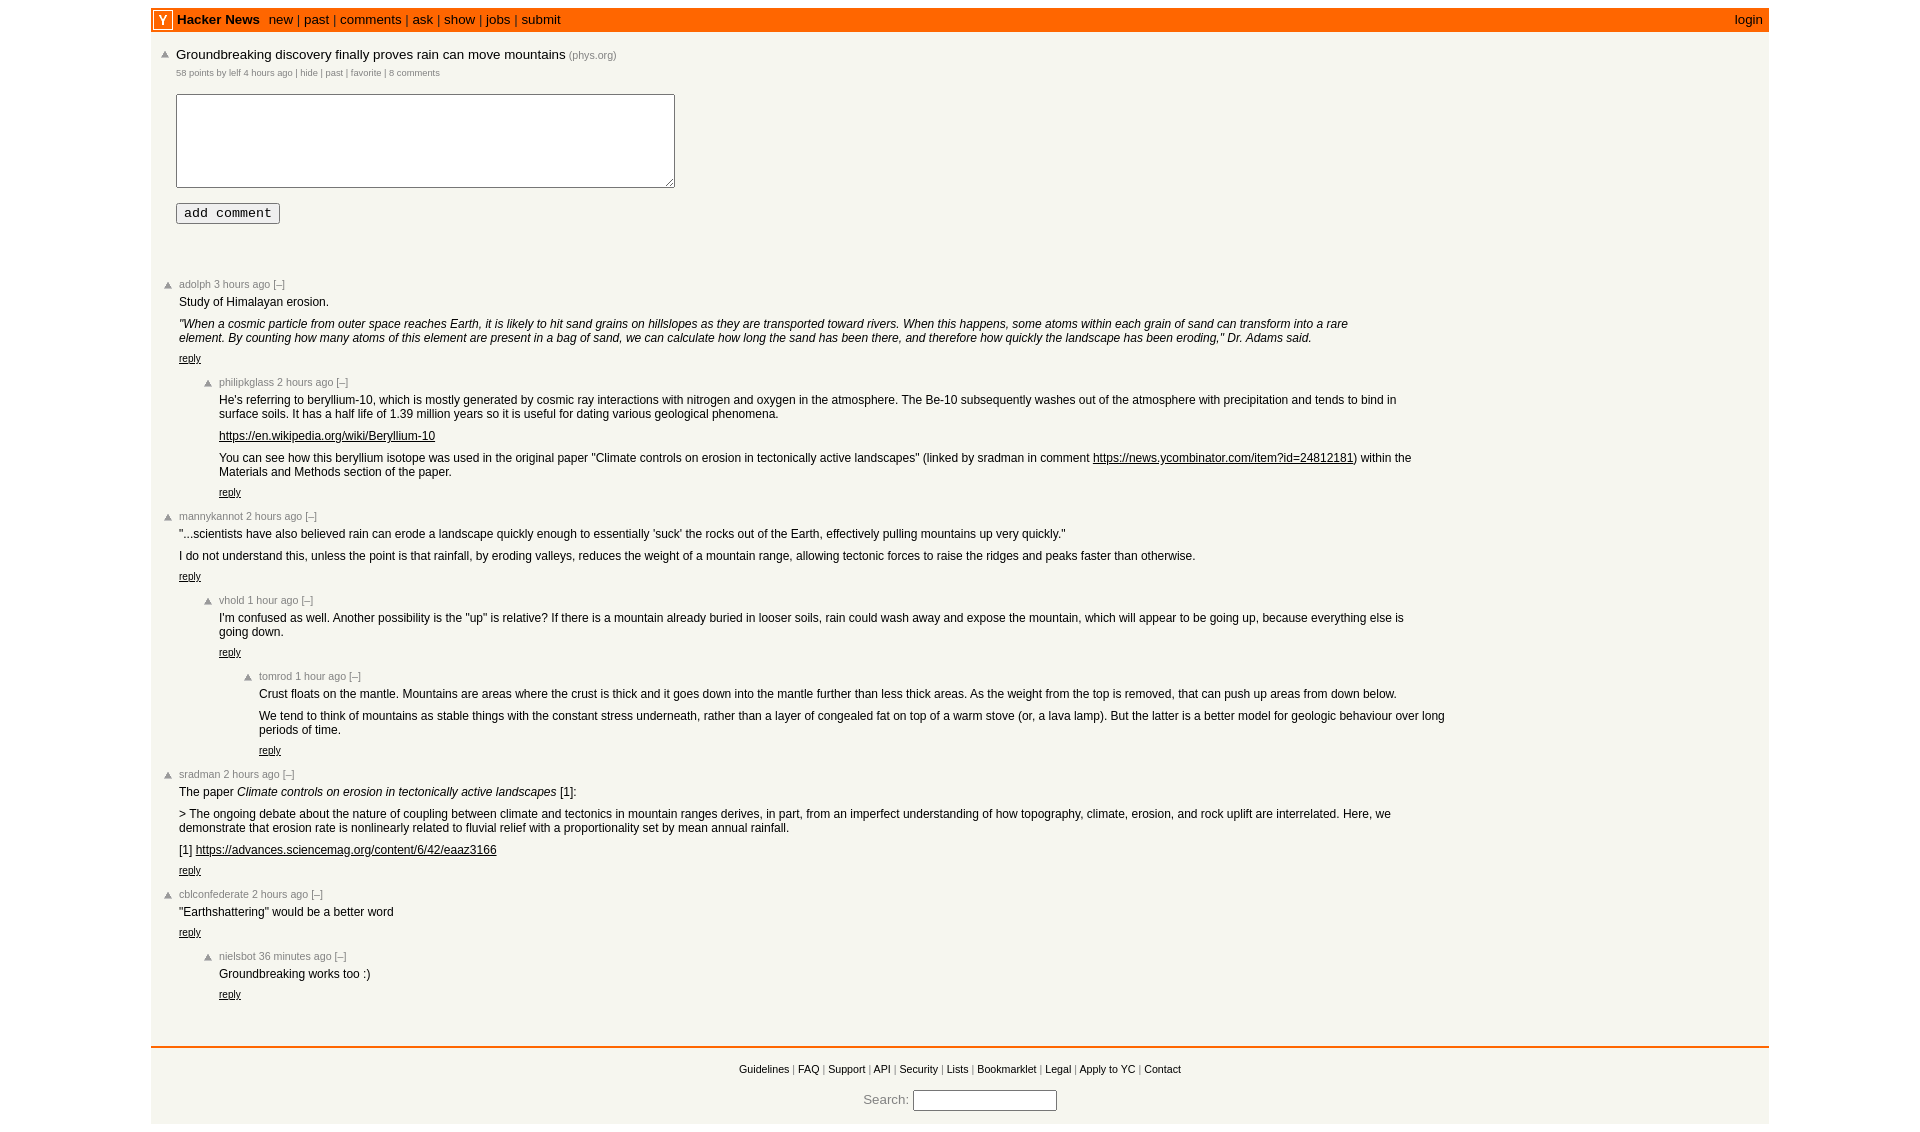 Y Hacker News new | past | comments | ask | show | jobs | submit login
Groundbreaking discovery finally proves rain can move mountains (phys.org)
58 points by lelf 4 hours ago | hide | past | favorite | 8 comments
add comment
adolph 3 hours ago [–]
Study of Himalayan erosion.
"When a cosmic particle from outer space reaches Earth, it is likely to hit sand grains on hillslopes as they are transported toward rivers. When this happens, some atoms within each grain of sand can transform into a rare
element. By counting how many atoms of this element are present in a bag of sand, we can calculate how long the sand has been there, and therefore how quickly the landscape has been eroding," Dr. Adams said.
reply
philipkglass 2 hours ago [–]
He's referring to beryllium-10, which is mostly generated by cosmic ray interactions with nitrogen and oxygen in the atmosphere. The Be-10 subsequently washes out of the atmosphere with precipitation and tends to bind in
surface soils. It has a half life of 1.39 million years so it is useful for dating various geological phenomena.
https://en.wikipedia.org/wiki/Beryllium-10
You can see how this beryllium isotope was used in the original paper "Climate controls on erosion in tectonically active landscapes" (linked by sradman in comment https://news.ycombinator.com/item?id=24812181) within the
Materials and Methods section of the paper.
reply
mannykannot 2 hours ago [–]
"...scientists have also believed rain can erode a landscape quickly enough to essentially 'suck' the rocks out of the Earth, effectively pulling mountains up very quickly."
I do not understand this, unless the point is that rainfall, by eroding valleys, reduces the weight of a mountain range, allowing tectonic forces to raise the ridges and peaks faster than otherwise.
reply
vhold 1 hour ago [–]
I'm confused as well. Another possibility is the "up" is relative? If there is a mountain already buried in looser soils, rain could wash away and expose the mountain, which will appear to be going up, because everything else is
going down.
reply
tomrod 1 hour ago [–]
Crust floats on the mantle. Mountains are areas where the crust is thick and it goes down into the mantle further than less thick areas. As the weight from the top is removed, that can push up areas from down below.
We tend to think of mountains as stable things with the constant stress underneath, rather than a layer of congealed fat on top of a warm stove (or, a lava lamp). But the latter is a better model for geologic behaviour over long
periods of time.
reply
sradman 2 hours ago [–]
The paper Climate controls on erosion in tectonically active landscapes [1]:
> The ongoing debate about the nature of coupling between climate and tectonics in mountain ranges derives, in part, from an imperfect understanding of how topography, climate, erosion, and rock uplift are interrelated. Here, we
demonstrate that erosion rate is nonlinearly related to fluvial relief with a proportionality set by mean annual rainfall.
[1] https://advances.sciencemag.org/content/6/42/eaaz3166
reply
cblconfederate 2 hours ago [–]
"Earthshattering" would be a better word
reply
nielsbot 36 minutes ago [–]
Groundbreaking works too :)
reply
Guidelines | FAQ | Support | API | Security | Lists | Bookmarklet | Legal | Apply to YC | Contact
Search: